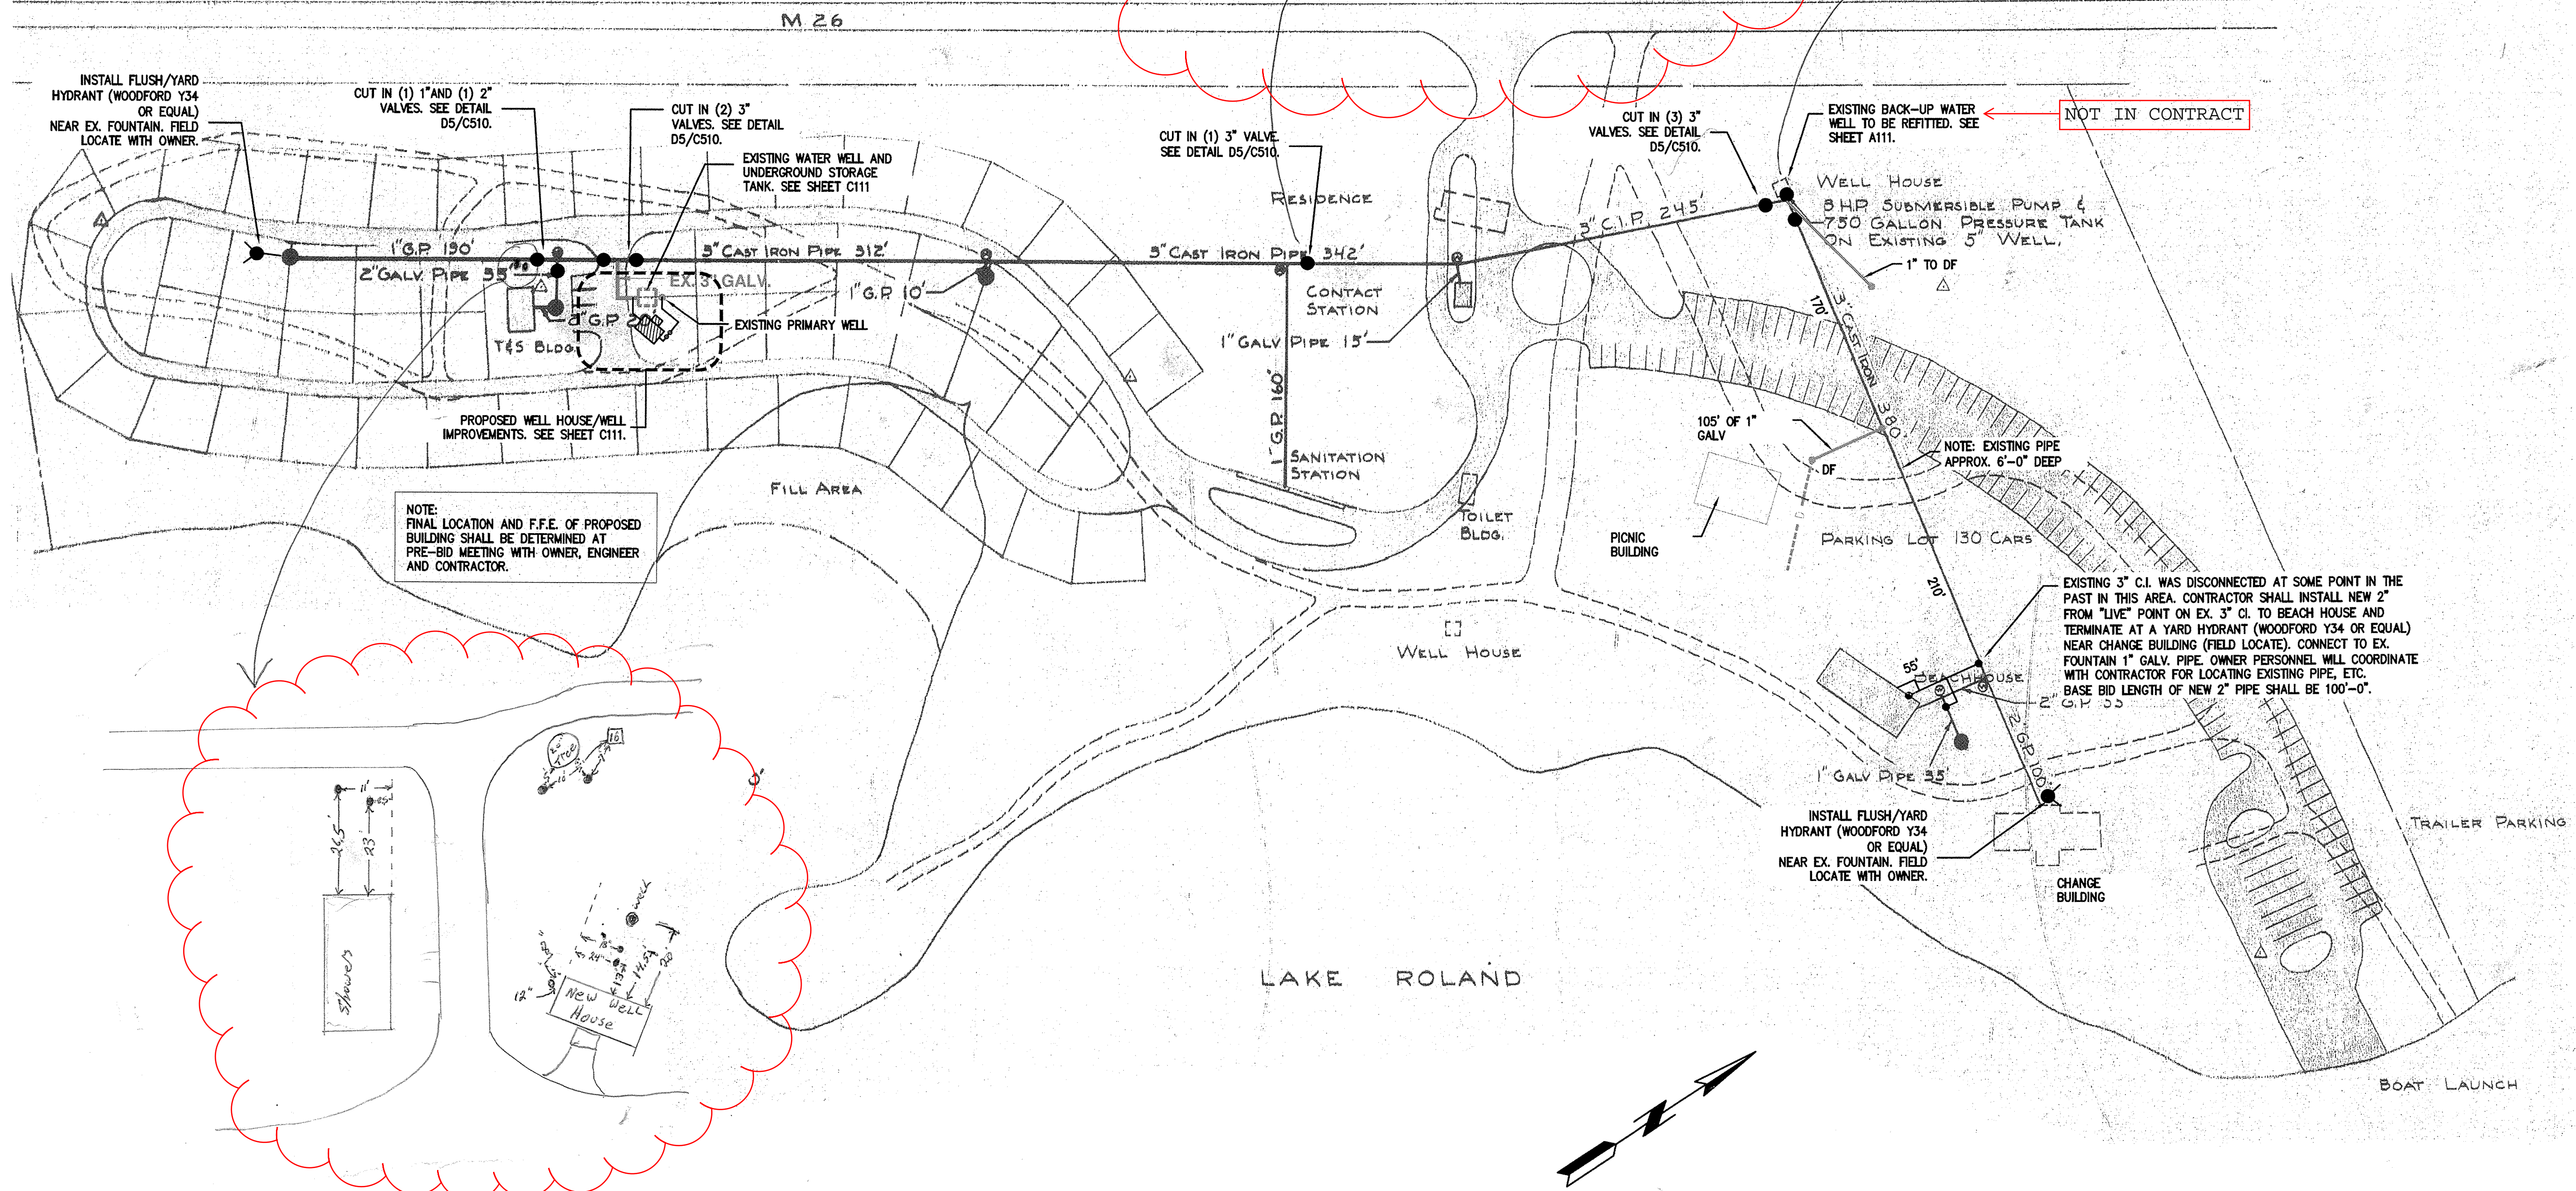 M 26
INSTALL FLUSH/YARD
HYDRANT (WOODFORD Y34
OR EQUAL)
NEAR EX. FOUNTAIN. FIELD
LOCATE WITH OWNER.
CUT IN (1) 1"AND (1) 2"
VALVES. SEE DETAIL
D5/C510.
CUT IN (2) 3"
VALVES. SEE DETAIL
D5/C510.
EXISTING WATER WELL AND
UNDERGROUND STORAGE
TANK. SEE SHEET C111
CUT IN (1) 3" VALVE.
SEE DETAIL D5/C510.
CUT IN (3) 3"
VALVES. SEE DETAIL
D5/C510.
EXISTING BACK-UP WATER
WELL TO BE REFITTED. SEE
SHEET A111.
NOT IN CONTRACT
RESIDENCE
WELL HOUSE
750 GALLON PRESSURE TANK
ON EXISTING 5" WELL.
3" C.I.P. 245'
1" TO DF
1" G.P. 190'
2" GALV. PIPE 55'
3" CAST IRON PIPE 312'
3" CAST IRON PIPE 342'
EX. 3" GALV.
1" G.P. 10'
EXISTING PRIMARY WELL
T&S BLDG.
CONTACT
STATION
1" GALV PIPE 15'
1" G.P. 160'
170'
3" CAST IRON
380'
PROPOSED WELL HOUSE/WELL
IMPROVEMENTS. SEE SHEET C111.
105' OF 1"
GALV
DF
NOTE: EXISTING PIPE
APPROX. 6'-0" DEEP
SANITATION
STATION
FILL AREA
TOILET
BLDG.
PICNIC
BUILDING
PARKING LOT 130 CARS
210'
NOTE:
FINAL LOCATION AND F.F.E. OF PROPOSED
BUILDING SHALL BE DETERMINED AT
PRE-BID MEETING WITH OWNER, ENGINEER
AND CONTRACTOR.
EXISTING 3" C.I. WAS DISCONNECTED AT SOME POINT IN THE
PAST IN THIS AREA. CONTRACTOR SHALL INSTALL NEW 2"
FROM "LIVE" POINT ON EX. 3" CI. TO BEACH HOUSE AND
TERMINATE AT A YARD HYDRANT (WOODFORD Y34 OR EQUAL)
NEAR CHANGE BUILDING (FIELD LOCATE). CONNECT TO EX.
FOUNTAIN 1" GALV. PIPE. OWNER PERSONNEL WILL COORDINATE
WITH CONTRACTOR FOR LOCATING EXISTING PIPE, ETC.
BASE BID LENGTH OF NEW 2" PIPE SHALL BE 100'-0".
WELL HOUSE
55'
BEACHHOUSE
2" G.P. 55'
2" G.P. 100'
1" GALV PIPE 35'
INSTALL FLUSH/YARD
HYDRANT (WOODFORD Y34
OR EQUAL)
NEAR EX. FOUNTAIN. FIELD
LOCATE WITH OWNER.
CHANGE
BUILDING
TRAILER PARKING
BOAT LAUNCH
LAKE ROLAND
N
Tree
16
11'
26.5'
23'
Showers
well
24"
14.5'
20'
12"
New Well
House